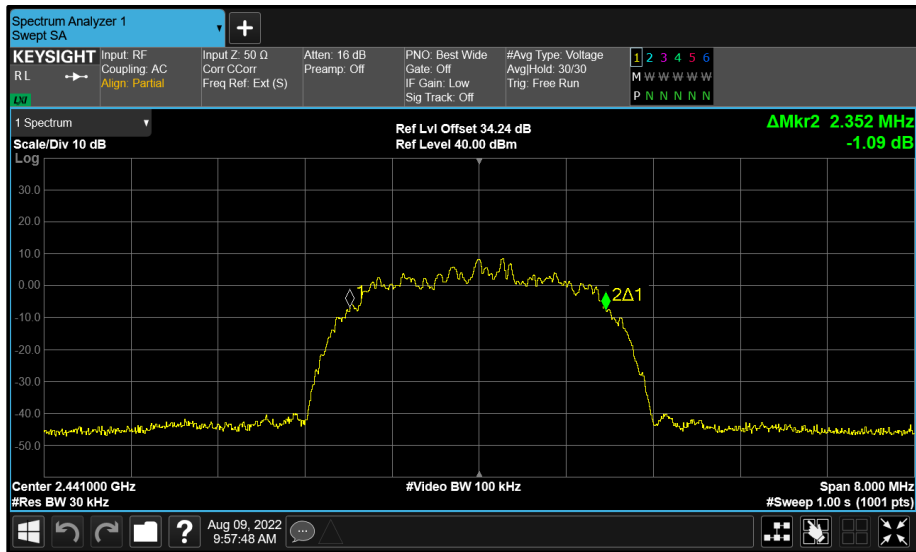 Spectrum Analyzer 1
Swept SA
+
KEYSIGHT
R L
LXI
Input: RF
Coupling: AC
Align: Partial
Input Z: 50 Ω
Corr CCorr
Freq Ref: Ext (S)
Atten: 16 dB
Preamp: Off
PNO: Best Wide
Gate: Off
IF Gain: Low
Sig Track: Off
#Avg Type: Voltage
Avg|Hold: 30/30
Trig: Free Run
1 2 3 4 5 6
M W W W W W
P N N N N N
1 Spectrum
Scale/Div 10 dB
Ref Lvl Offset 34.24 dB
Ref Level 40.00 dBm
ΔMkr2 2.352 MHz
-1.09 dB
Log
30.0
20.0
10.0
0.00
-10.0
-20.0
-30.0
-40.0
-50.0
1
2Δ1
Center 2.441000 GHz
#Res BW 30 kHz
#Video BW 100 kHz
Span 8.000 MHz
#Sweep 1.00 s (1001 pts)
?
Aug 09, 2022
9:57:48 AM